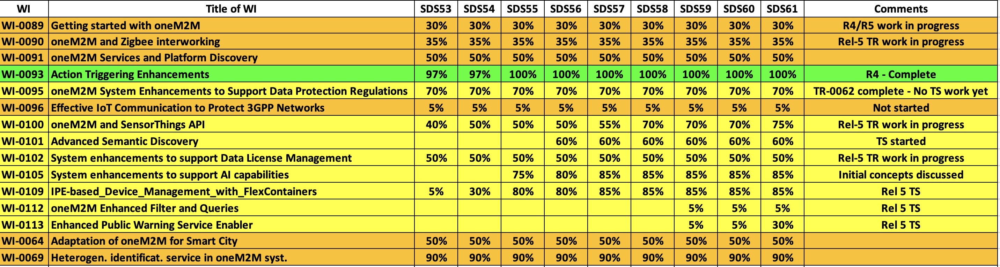 WI Title of WI SDS53 SDS54 SDS55 SDS56 SDS57 SDS58 SDS59 SDS60 SDS61 Comments
WI-0089 Getting started with oneM2M 30% 30% 30% 30% 30% 30% 30% 30% 30% R4/R5 work in progress
WI-0090 oneM2M and Zigbee interworking 35% 35% 35% 35% 35% 35% 35% 35% 35% Rel-5 TR work in progress
WI-0091 oneM2M Services and Platform Discovery 50% 50% 50% 50% 50% 50% 50% 50% 50%
WI-0093 Action Triggering Enhancements 97% 97% 100% 100% 100% 100% 100% 100% 100% R4 - Complete
WI-0095 oneM2M System Enhancements to Support Data Protection Regulations 70% 70% 70% 70% 70% 70% 70% 70% 70% TR-0062 complete - No TS work yet
WI-0096 Effective IoT Communication to Protect 3GPP Networks 5% 5% 5% 5% 5% 5% 5% 5% 5% Not started
WI-0100 oneM2M and SensorThings API 40% 50% 50% 50% 55% 70% 70% 70% 75% Rel-5 TR work in progress
WI-0101 Advanced Semantic Discovery 60% 60% 60% 60% 60% 60% TS started
WI-0102 System enhancements to support Data License Management 50% 50% 50% 50% 50% 50% 50% 50% 50% Rel-5 TR work in progress
WI-0105 System enhancements to support AI capabilities 75% 80% 85% 85% 85% 85% 85% Initial concepts discussed
WI-0109 IPE-based_Device_Management_with_FlexContainers 5% 30% 80% 80% 85% 85% 85% 85% 85% Rel 5 TS
WI-0112 oneM2M Enhanced Filter and Queries 5% 5% 5% Rel 5 TS
WI-0113 Enhanced Public Warning Service Enabler 5% 5% 30% Rel 5 TS
WI-0064 Adaptation of oneM2M for Smart City 50% 50% 50% 50% 50% 50% 50% 50% 50%
WI-0069 Heterogen. identificat. service in oneM2M syst. 90% 90% 90% 90% 90% 90% 90% 90% 90%